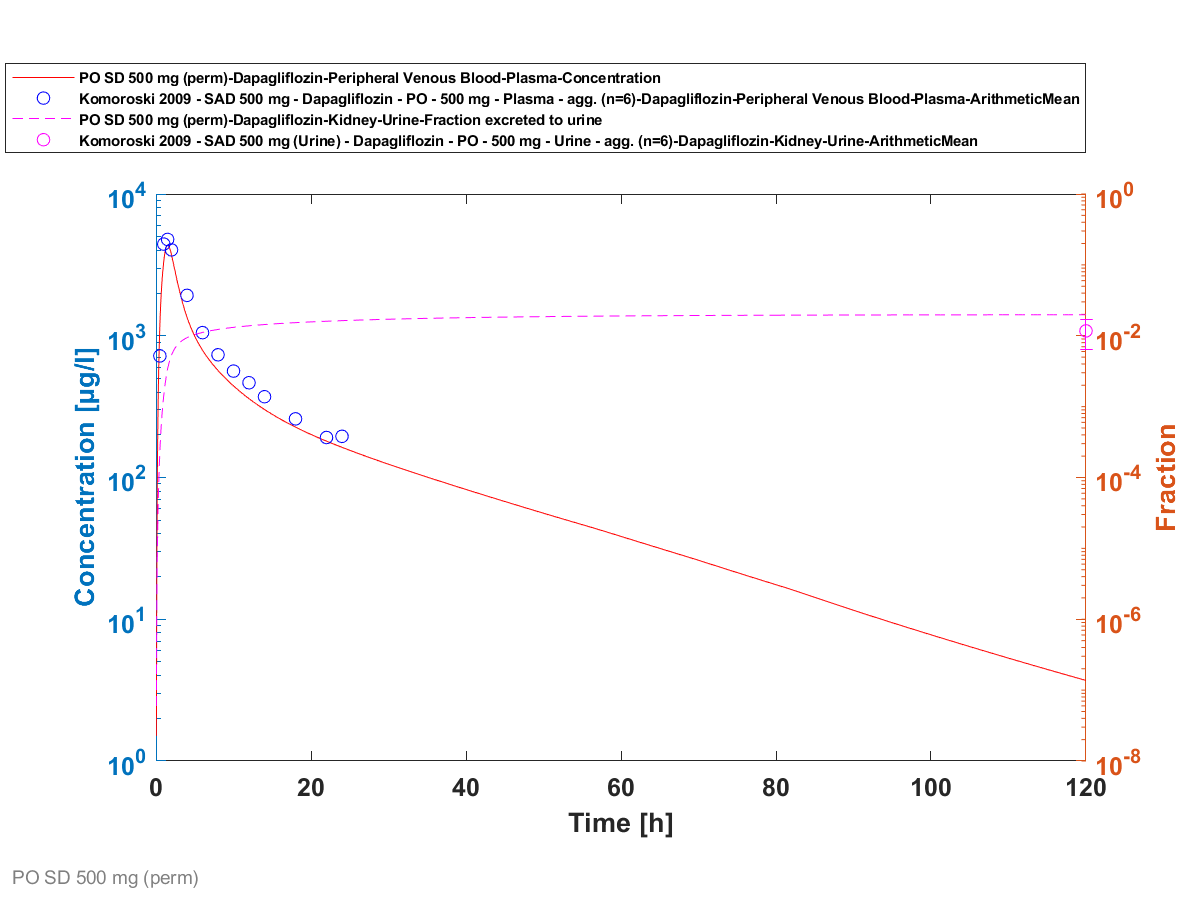 PO SD 500 mg (perm)-Dapagliflozin-Peripheral Venous Blood-Plasma-Concentration
Komoroski 2009 - SAD 500 mg - Dapagliflozin - PO - 500 mg - Plasma - agg. (n=6)-Dapagliflozin-Peripheral Venous Blood-Plasma-ArithmeticMean
PO SD 500 mg (perm)-Dapagliflozin-Kidney-Urine-Fraction excreted to urine
Komoroski 2009 - SAD 500 mg (Urine) - Dapagliflozin - PO - 500 mg - Urine - agg. (n=6)-Dapagliflozin-Kidney-Urine-ArithmeticMean
10^4
10^3
10^2
10^1
10^0
Concentration [µg/l]
10^0
10^-2
10^-4
10^-6
10^-8
Fraction
0 20 40 60 80 100 120
Time [h]
PO SD 500 mg (perm)